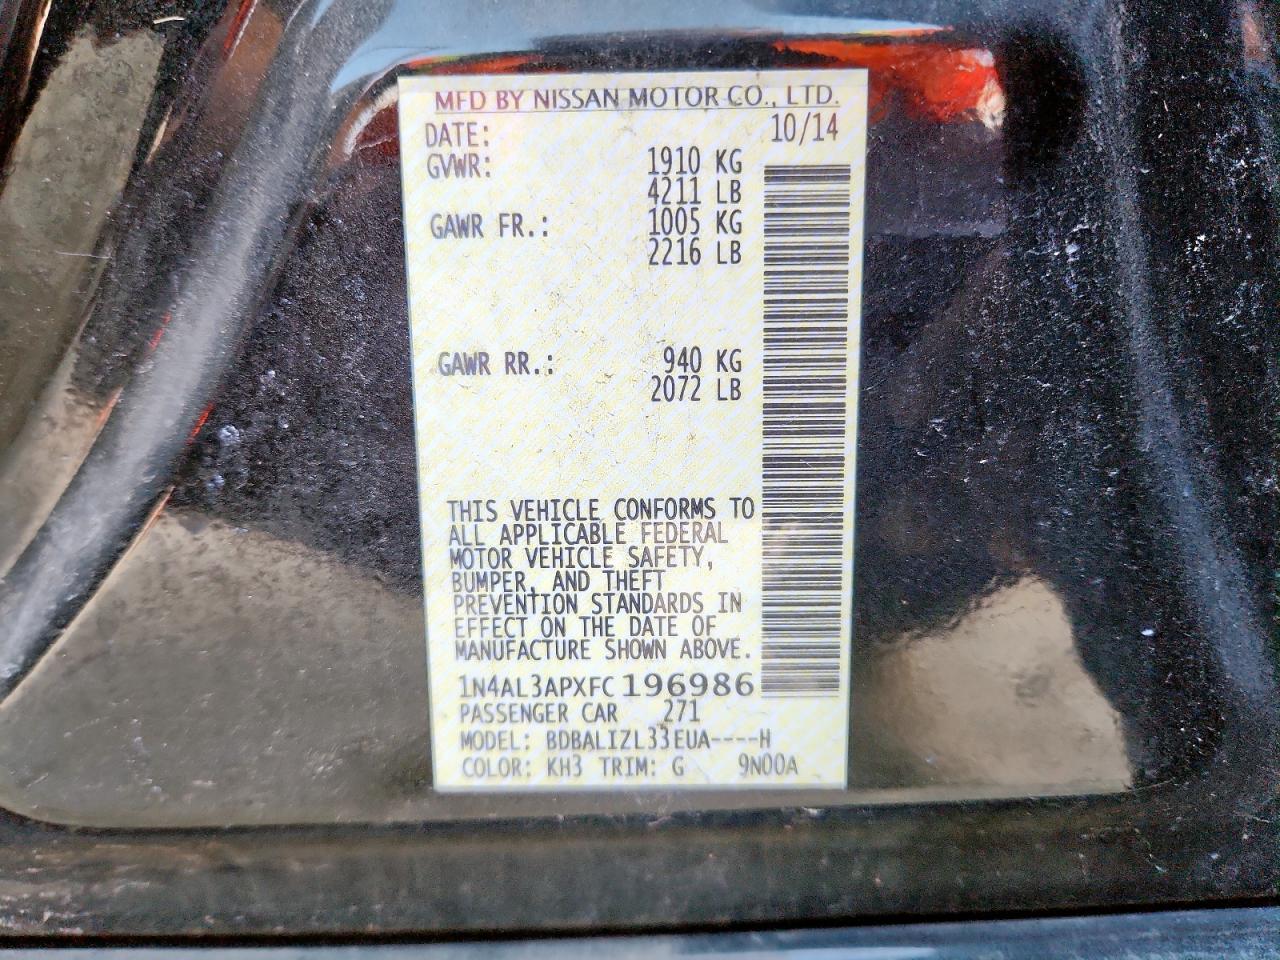 MFD BY NISSAN MOTOR CO., LTD.
DATE: 10/14
GVWR: 1910 KG
4211 LB
GAWR FR.: 1005 KG
2216 LB
GAWR RR.: 940 KG
2072 LB
THIS VEHICLE CONFORMS TO
ALL APPLICABLE FEDERAL
MOTOR VEHICLE SAFETY,
BUMPER, AND THEFT
PREVENTION STANDARDS IN
EFFECT ON THE DATE OF
MANUFACTURE SHOWN ABOVE.
1N4AL3APXFC196986
PASSENGER CAR 271
MODEL: BDBALIZL33EUA----H
COLOR: KH3 TRIM: G 9N00A